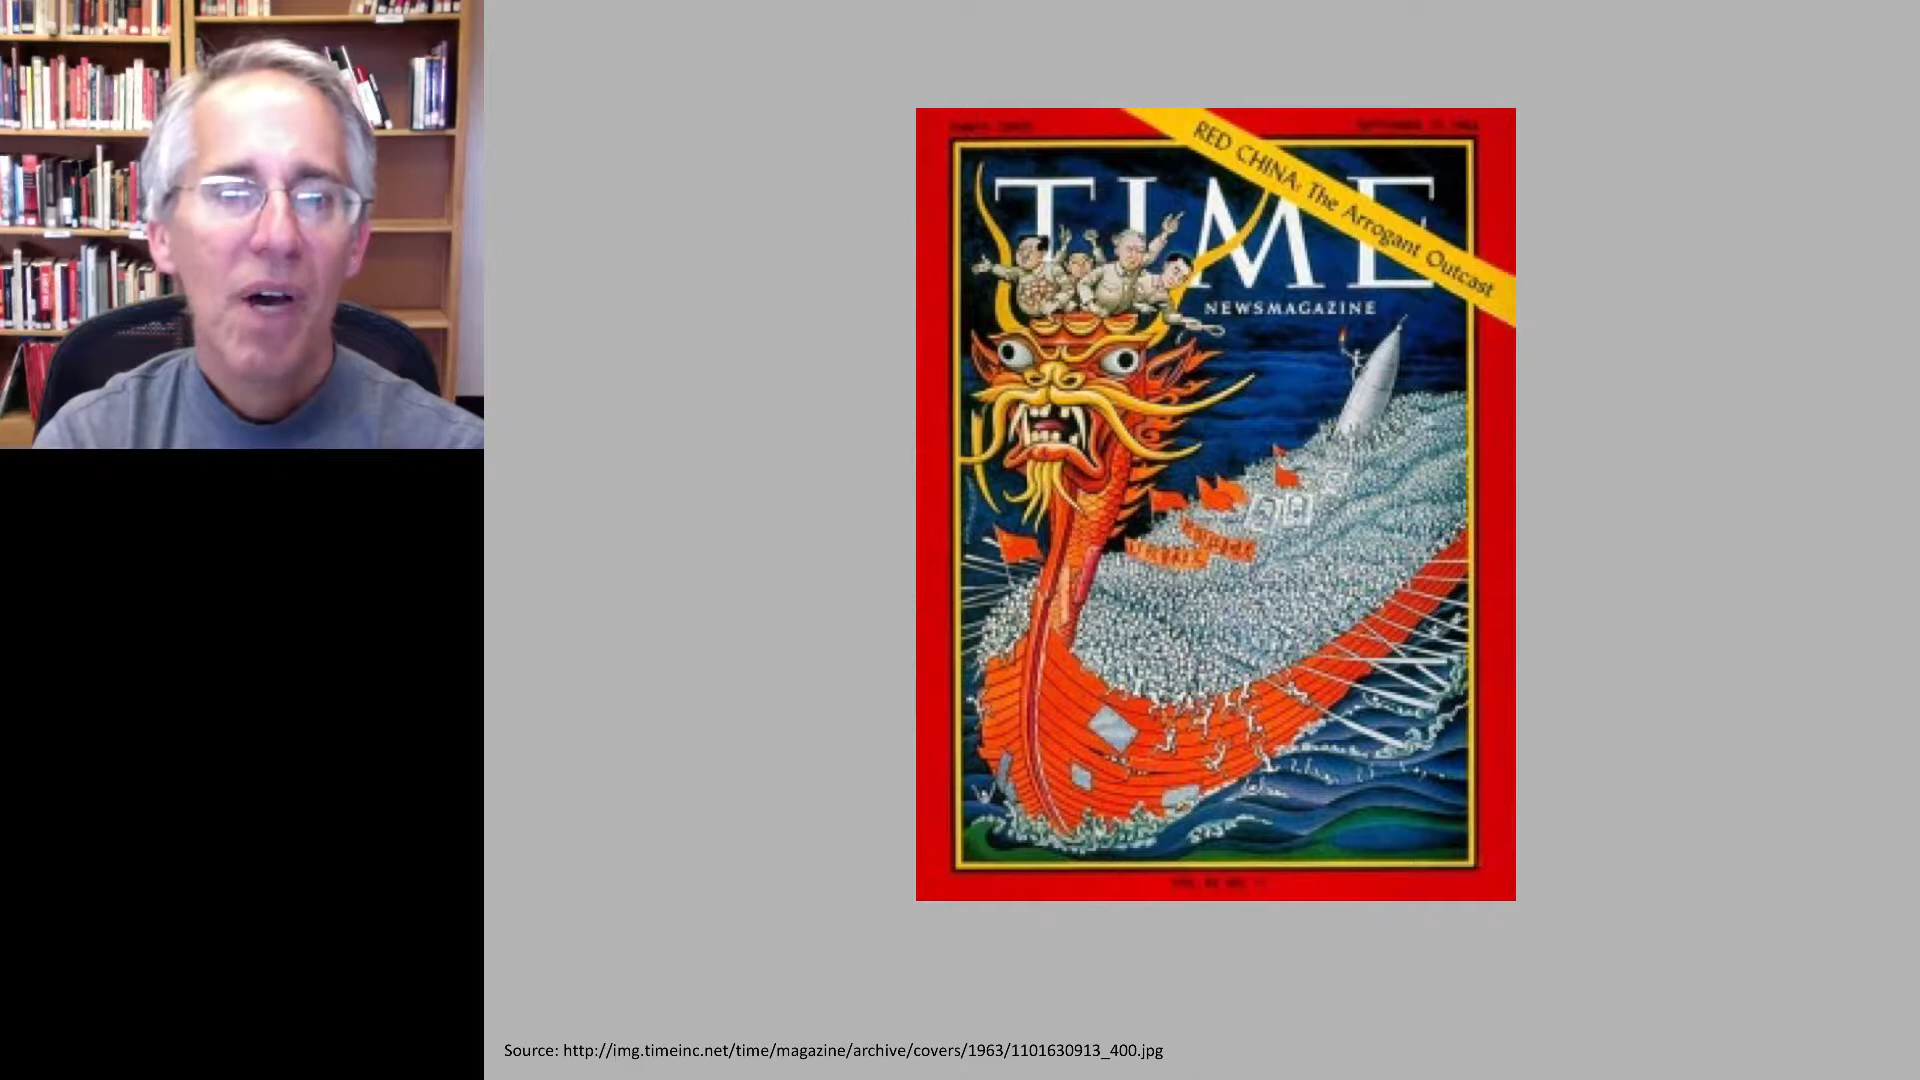 RED CHINA: The Arrogant Outcast
TIME
NEWSMAGAZINE
Source: http://img.timeinc.net/time/magazine/archive/covers/1963/1101630913_400.jpg